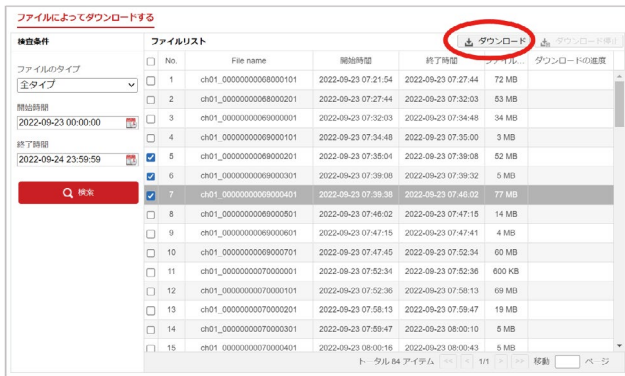 ファイルによってダウンロードする
検査条件
ファイルのタイプ
全タイプ
開始時間
2022-09-23 00:00:00
終了時間
2022-09-24 23:59:59
検索
ファイルリスト ダウンロード ダウンロード停止
No. File name 開始時間 終了時間 ファイル... ダウンロードの進度
1 ch01_00000000068000101 2022-09-23 07:21:54 2022-09-23 07:27:44 72 MB
2 ch01_00000000068000201 2022-09-23 07:27:44 2022-09-23 07:32:03 53 MB
3 ch01_00000000069000001 2022-09-23 07:32:03 2022-09-23 07:34:48 34 MB
4 ch01_00000000069000101 2022-09-23 07:34:48 2022-09-23 07:35:00 3 MB
5 ch01_00000000069000201 2022-09-23 07:35:04 2022-09-23 07:39:08 52 MB
6 ch01_00000000069000301 2022-09-23 07:39:08 2022-09-23 07:39:32 5 MB
7 ch01_00000000069000401 2022-09-23 07:39:38 2022-09-23 07:46:02 77 MB
8 ch01_00000000069000501 2022-09-23 07:46:02 2022-09-23 07:47:15 14 MB
9 ch01_00000000069000601 2022-09-23 07:47:15 2022-09-23 07:47:41 4 MB
10 ch01_00000000069000701 2022-09-23 07:47:45 2022-09-23 07:52:34 60 MB
11 ch01_00000000070000001 2022-09-23 07:52:34 2022-09-23 07:52:36 600 KB
12 ch01_00000000070000101 2022-09-23 07:52:36 2022-09-23 07:58:13 69 MB
13 ch01_00000000070000201 2022-09-23 07:58:13 2022-09-23 07:59:47 19 MB
14 ch01_00000000070000301 2022-09-23 07:59:47 2022-09-23 08:00:10 5 MB
15 ch01_00000000070000401 2022-09-23 08:00:16 2022-09-23 08:00:43 5 MB
トータル 84 アイテム << < 1/1 > >> 移動 ページ